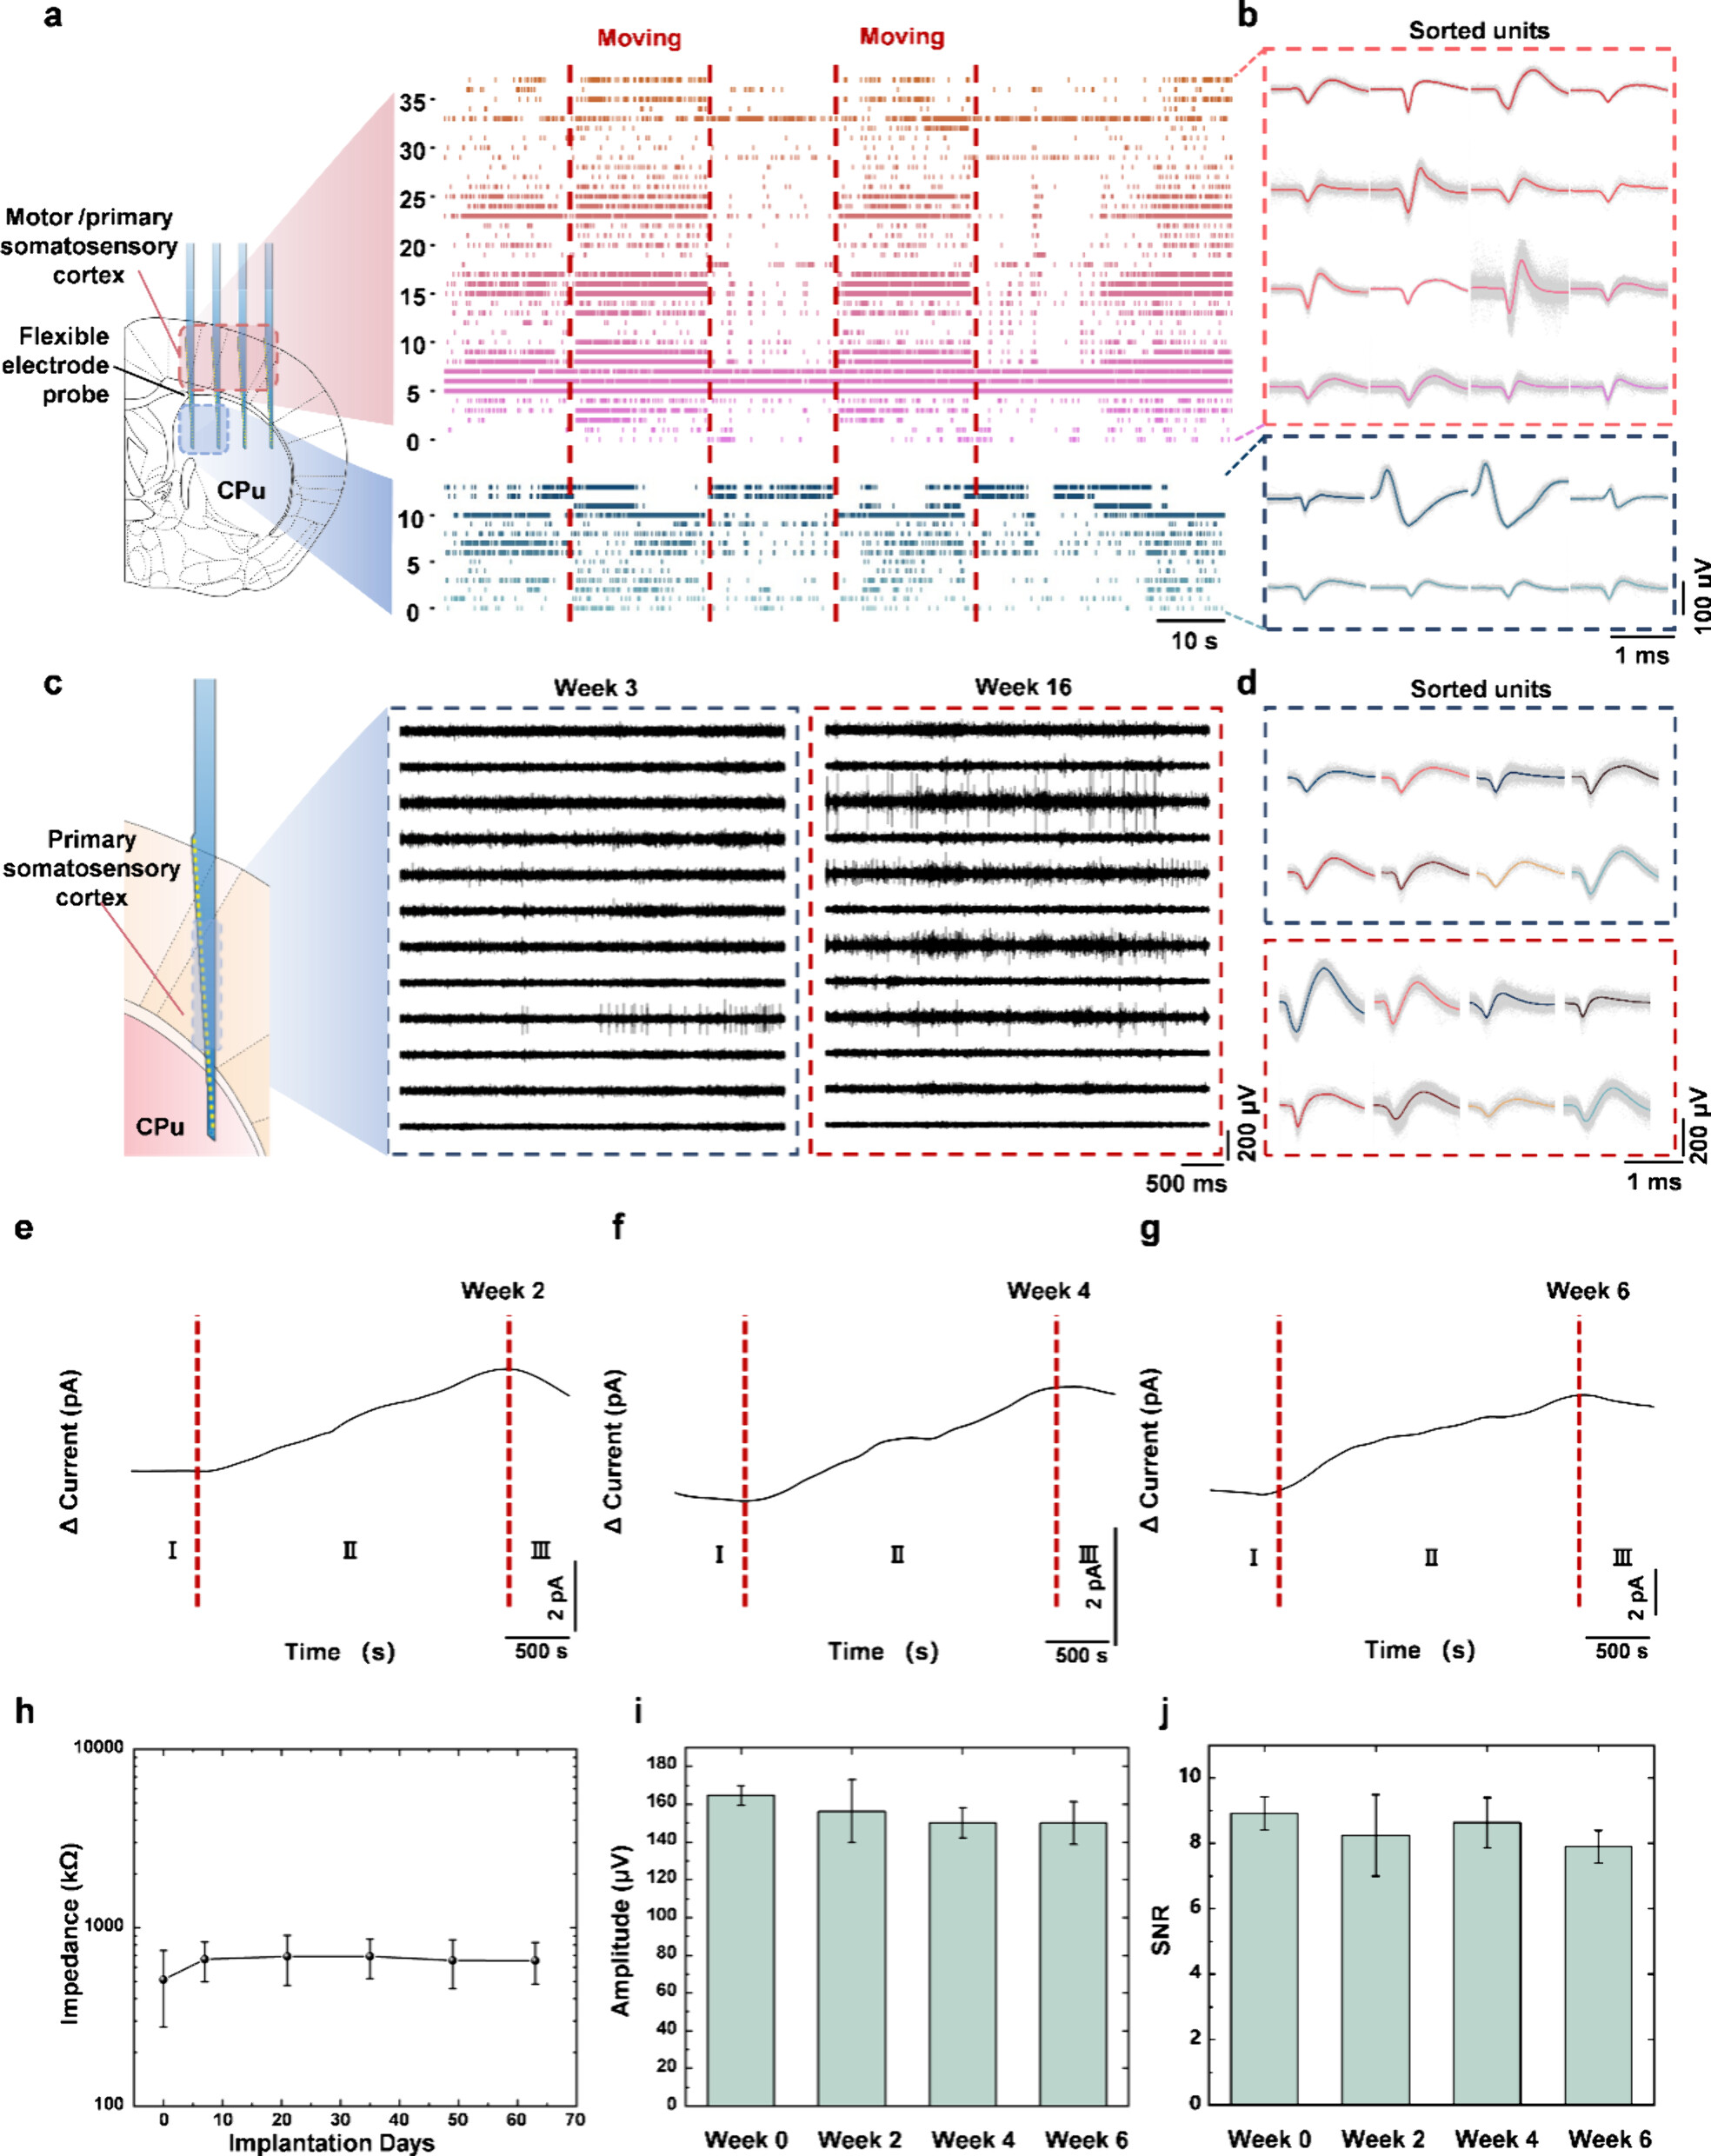 a
Moving
Moving
35
30
25
20
15
10
5
0
10
5
0
10 s
Motor /primary
somatosensory
cortex
Flexible
electrode
probe
CPu
b
Sorted units
100 µV
1 ms
c
Week 3
Week 16
Primary
somatosensory
cortex
CPu
200 µV
500 ms
d
Sorted units
200 µV
1 ms
e
Week 2
Δ Current (pA)
I
II
III
2 pA
500 s
Time (s)
f
Week 4
Δ Current (pA)
I
II
III
2 pA
500 s
Time (s)
g
Week 6
Δ Current (pA)
I
II
III
2 pA
500 s
Time (s)
h
10000
1000
100
Impedance (kΩ)
0 10 20 30 40 50 60 70
Implantation Days
i
180
160
140
120
100
80
60
40
20
0
Amplitude (µV)
Week 0 Week 2 Week 4 Week 6
j
10
8
6
4
2
0
SNR
Week 0 Week 2 Week 4 Week 6